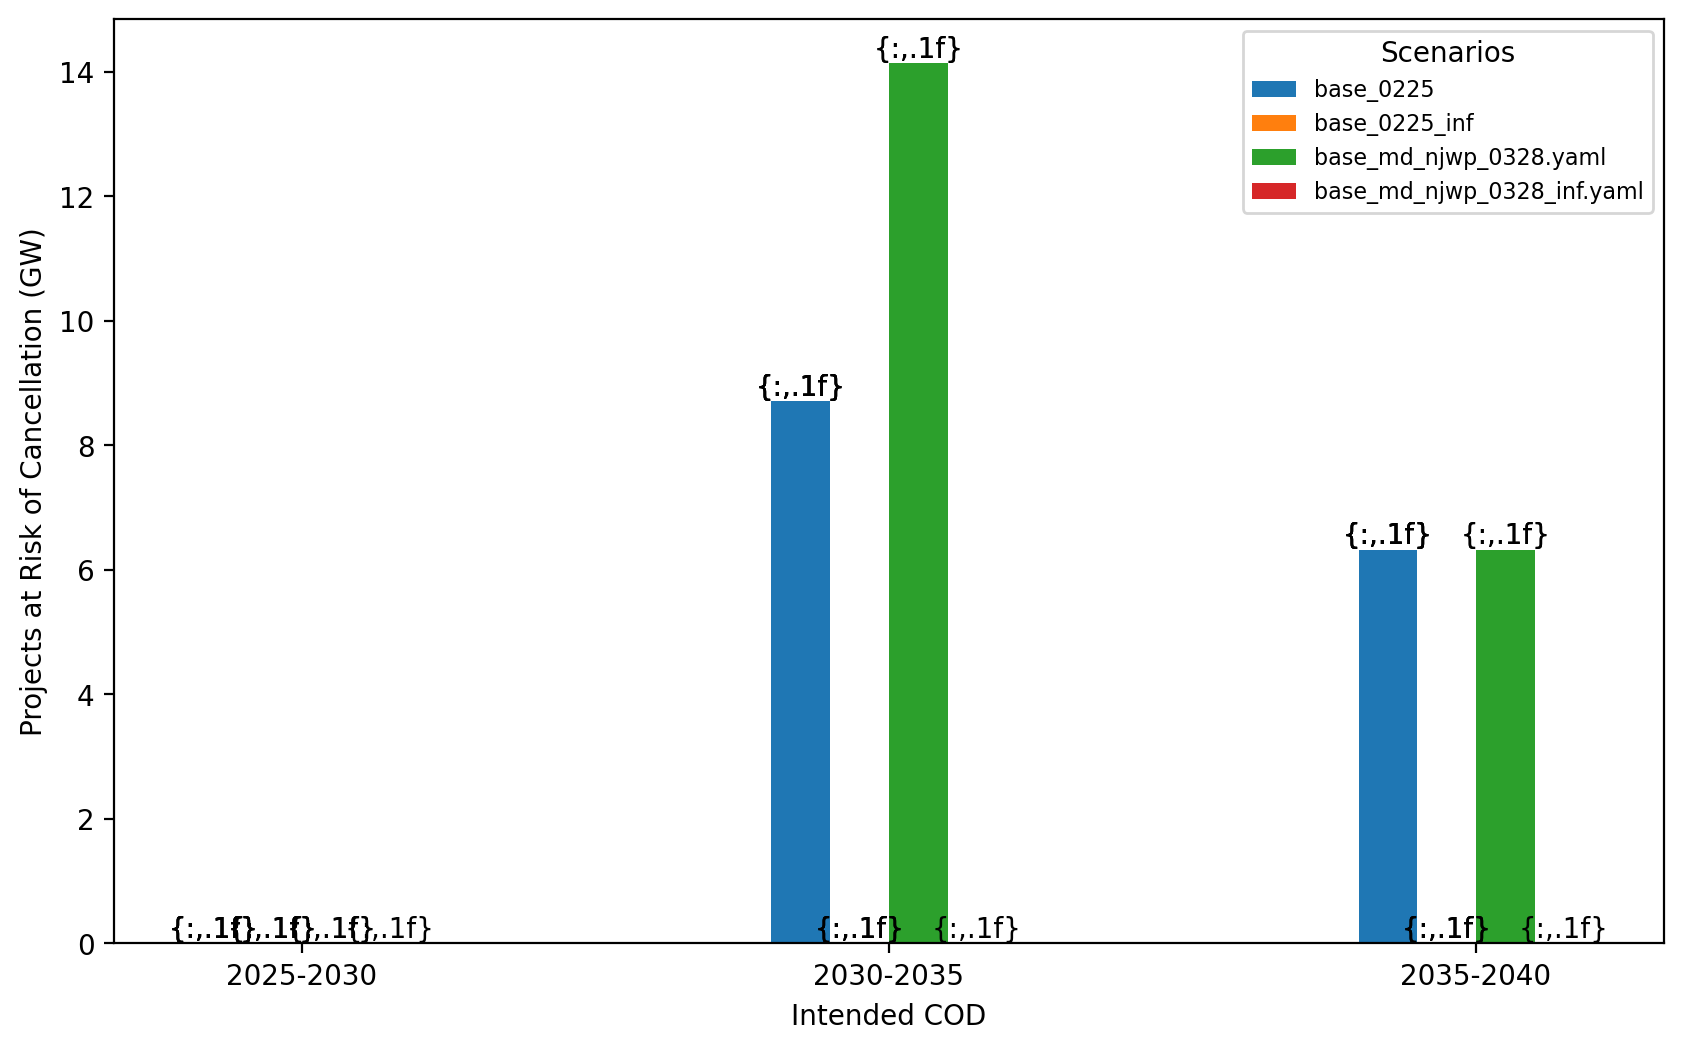 {:,.1f}
14
12
10
8
6
4
2
0
Projects at Risk of Cancellation (GW)
Scenarios
base_0225
base_0225_inf
base_md_njwp_0328.yaml
base_md_njwp_0328_inf.yaml
{:,.1f}
{:,.1f}
{:,.1f}
{:,.1f}
{:,.1f}
{:,.1f}
{:,.1f}
{:,.1f}
{:,.1f}
{:,.1f}
{:,.1f}
2025-2030
2030-2035
2035-2040
Intended COD